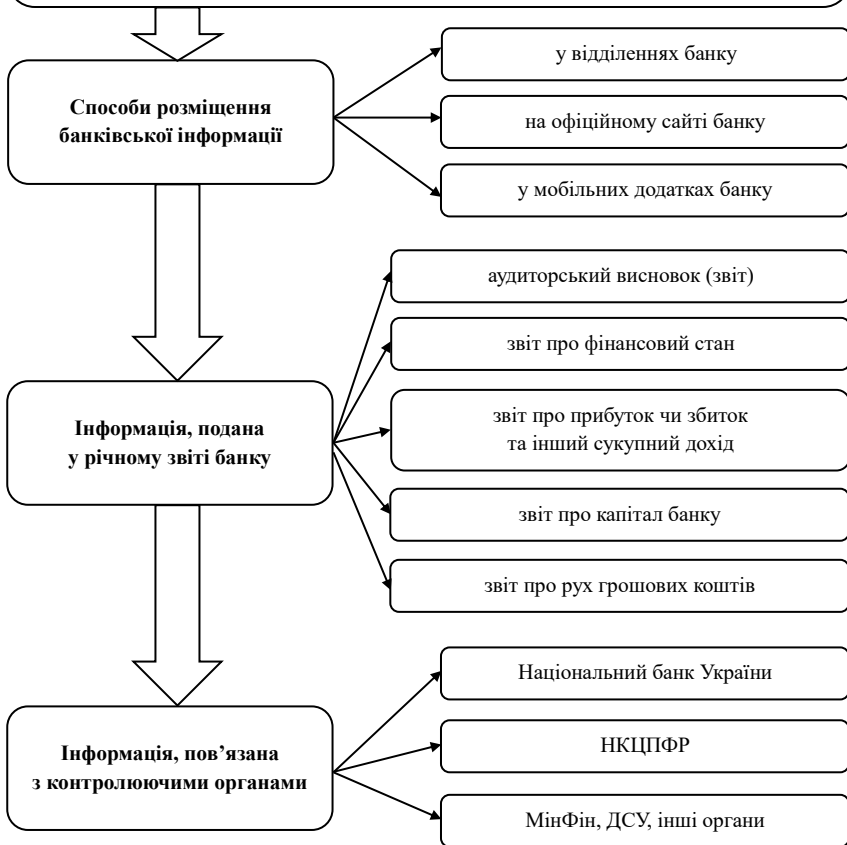 Способи розміщення
банківської інформації
у відділеннях банку
на офіційному сайті банку
у мобільних додатках банку
Інформація, подана
у річному звіті банку
аудиторський висновок (звіт)
звіт про фінансовий стан
звіт про прибуток чи збиток
та інший сукупний дохід
звіт про капітал банку
звіт про рух грошових коштів
Інформація, пов’язана
з контролюючими органами
Національний банк України
НКЦПФР
МінФін, ДСУ, інші органи